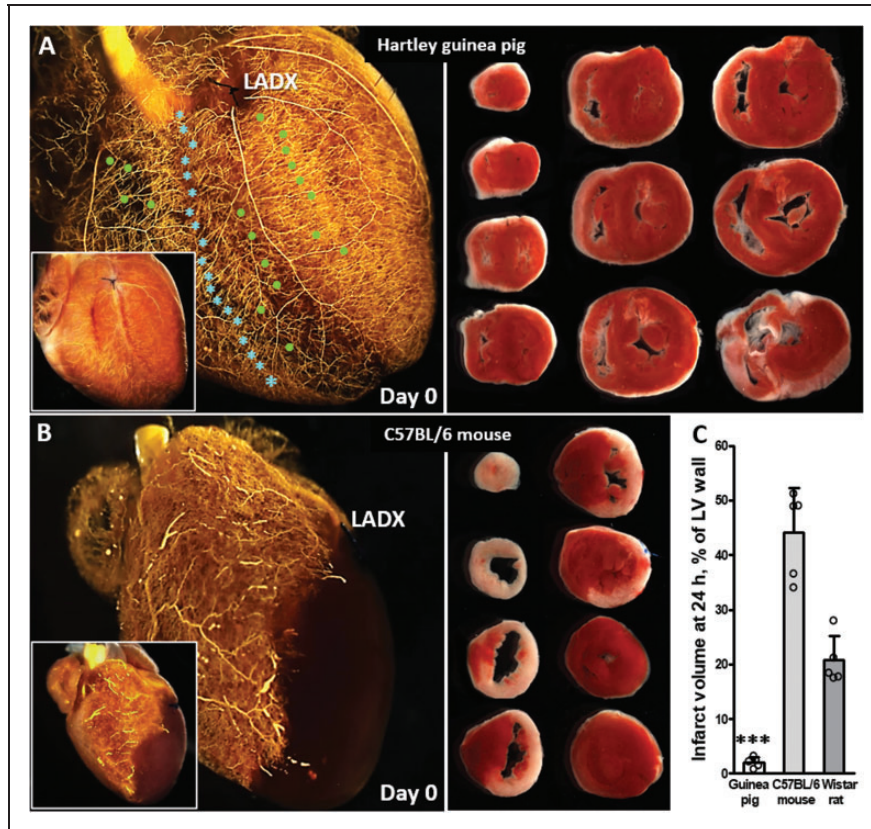 A
Hartley guinea pig
LADX
Day 0
B
C57BL/6 mouse
LADX
Day 0
C
Infarct volume at 24 h, % of LV wall
60
50
40
30
20
10
0
***
Guinea pig
C57BL/6 mouse
Wistar rat